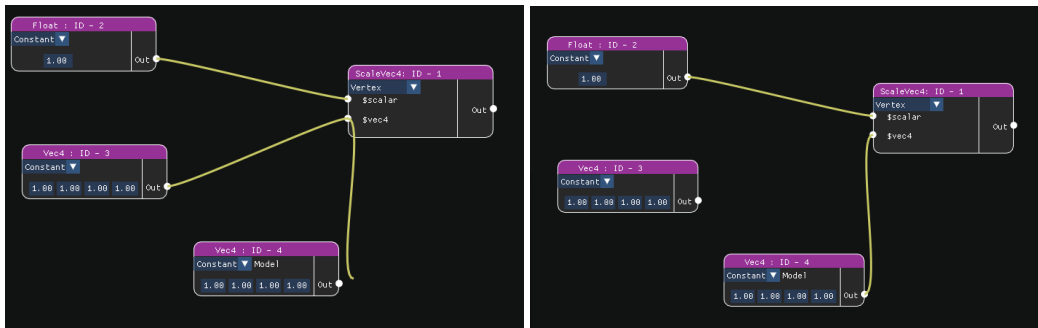 Float : ID - 2
Constant ▼
1.00
Out
ScaleVec4: ID - 1
Vertex ▼
$scalar
$vec4
Out
Vec4 : ID - 3
Constant ▼
1.00 1.00 1.00 1.00
Out
Vec4 : ID - 4
Constant ▼ Model
1.00 1.00 1.00 1.00
Out
Float : ID - 2
Constant ▼
1.00
Out
ScaleVec4: ID - 1
Vertex ▼
$scalar
$vec4
Out
Vec4 : ID - 3
Constant ▼
1.00 1.00 1.00 1.00
Out
Vec4 : ID - 4
Constant ▼ Model
1.00 1.00 1.00 1.00
Out